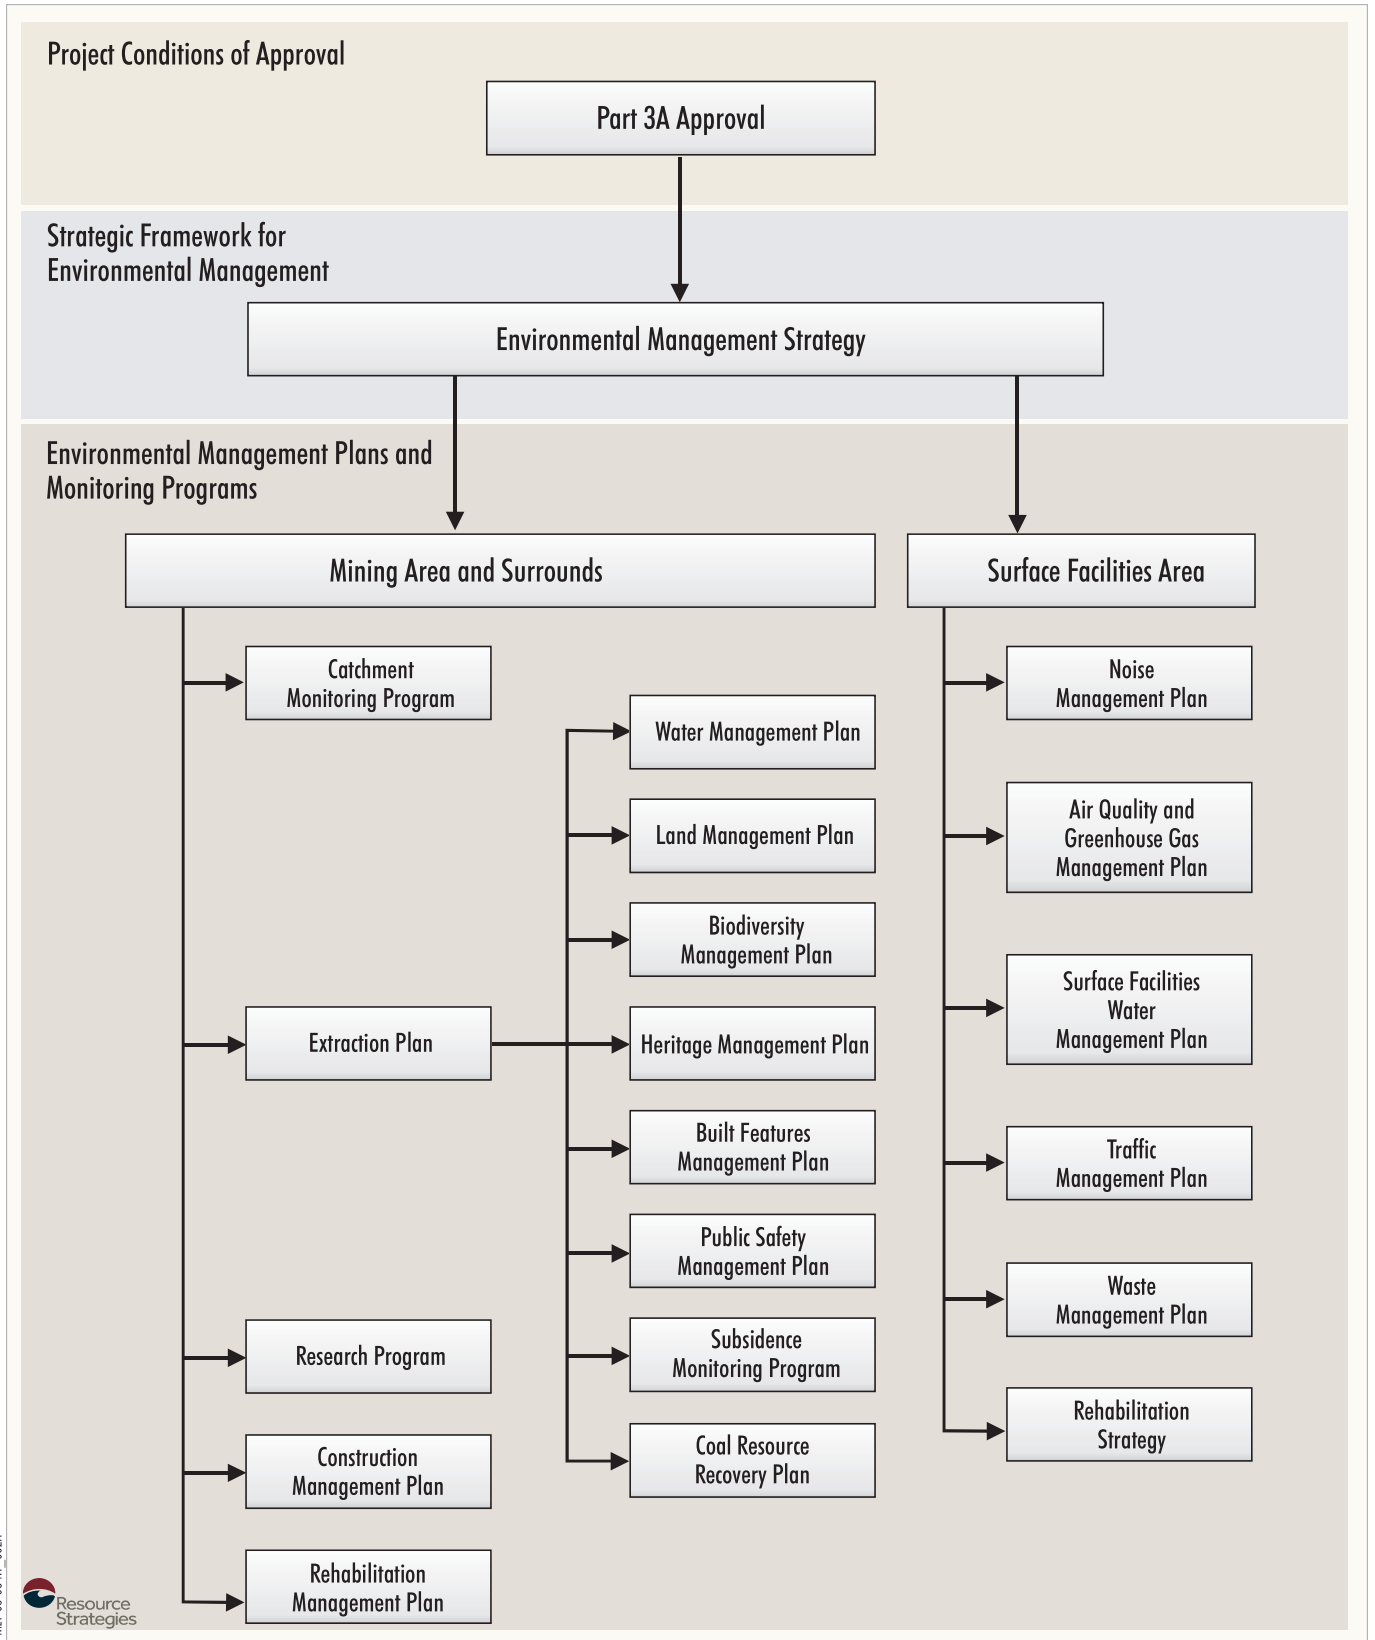 Project Conditions of Approval
Part 3A Approval
Strategic Framework for
Environmental Management
Environmental Management Strategy
Environmental Management Plans and
Monitoring Programs
Mining Area and Surrounds
Surface Facilities Area
Catchment
Monitoring Program
Extraction Plan
Research Program
Construction
Management Plan
Rehabilitation
Management Plan
Water Management Plan
Land Management Plan
Biodiversity
Management Plan
Heritage Management Plan
Built Features
Management Plan
Public Safety
Management Plan
Subsidence
Monitoring Program
Coal Resource
Recovery Plan
Noise
Management Plan
Air Quality and
Greenhouse Gas
Management Plan
Surface Facilities
Water
Management Plan
Traffic
Management Plan
Waste
Management Plan
Rehabilitation
Strategy
Resource
Strategies